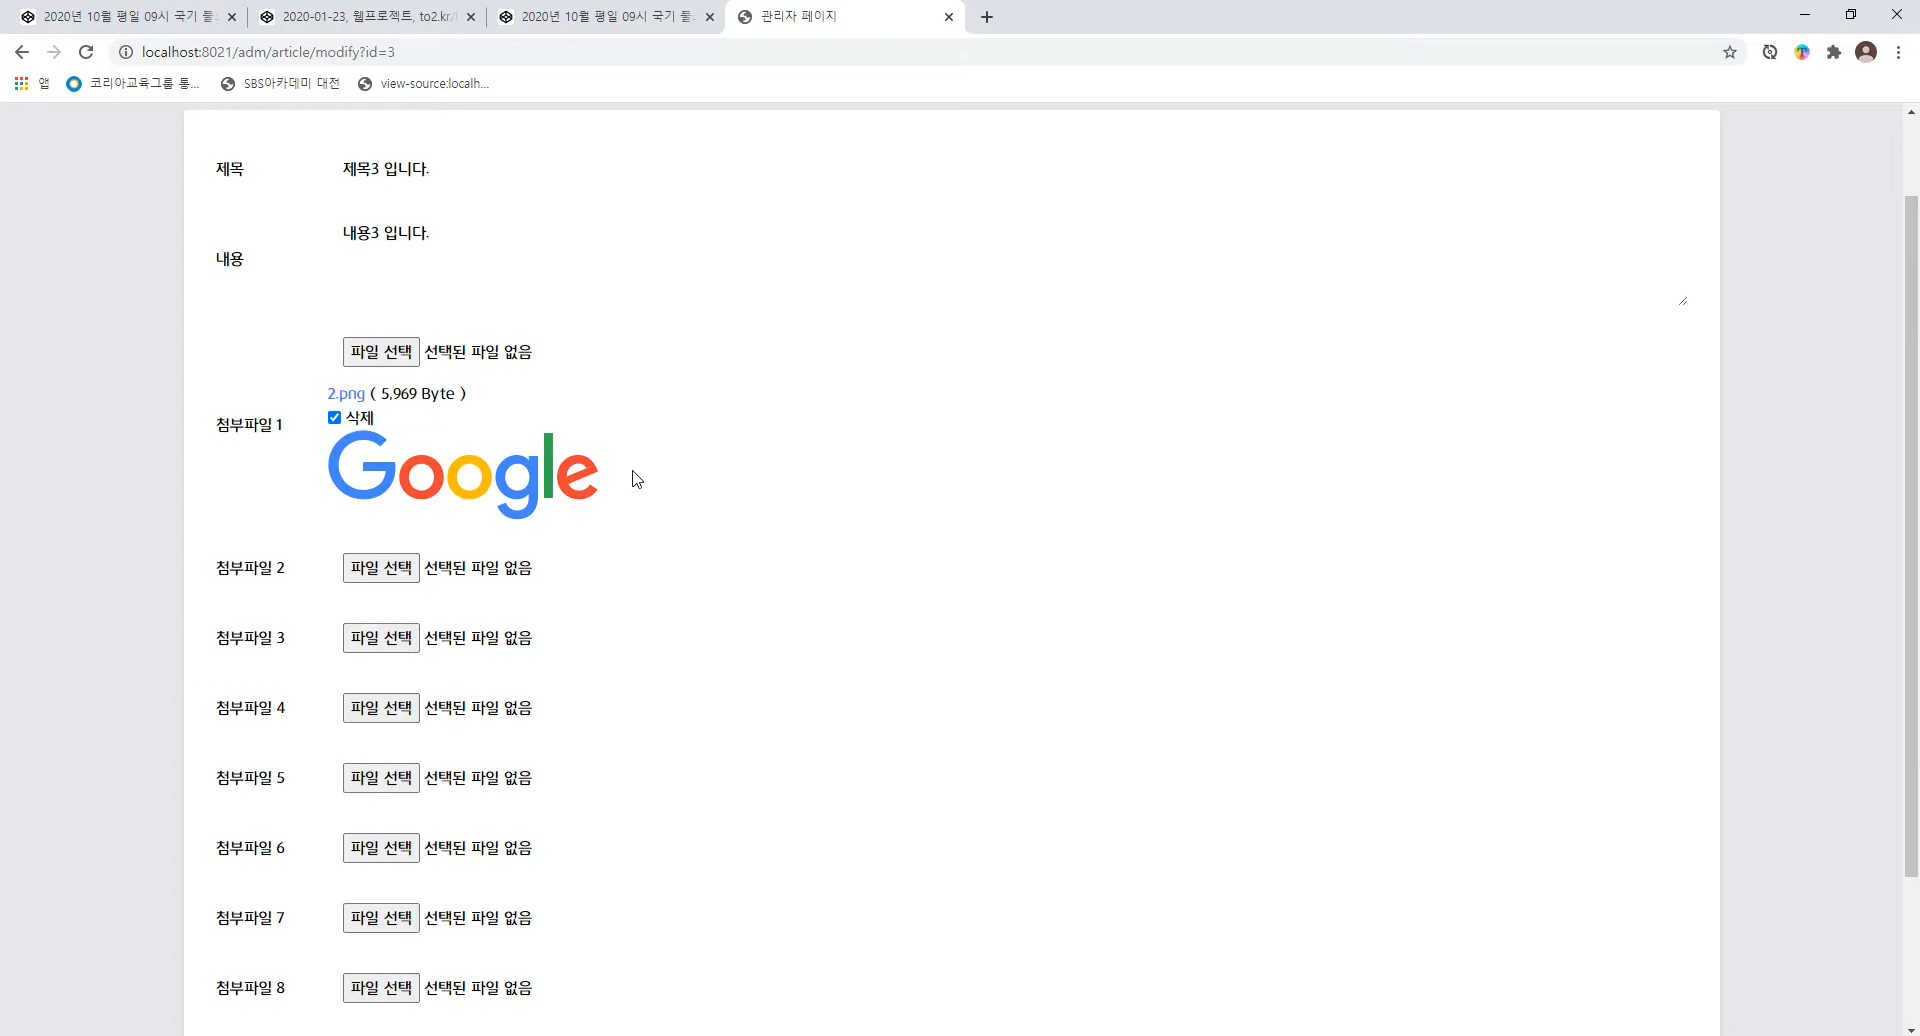 2020년 10월 평일 09시 국기 둘
2020-01-23, 웹프로젝트, to2.kr/
2020년 10월 평일 09시 국기 둘
관리자 페이지
localhost:8021/adm/article/modify?id=3
앱
코리아교육그룹 통...
SBS아카데미 대전
view-source:localh...
제목
제목3 입니다.
내용
내용3 입니다.
파일 선택 선택된 파일 없음
첨부파일 1
2.png ( 5,969 Byte )
삭제
Google
첨부파일 2
파일 선택 선택된 파일 없음
첨부파일 3
파일 선택 선택된 파일 없음
첨부파일 4
파일 선택 선택된 파일 없음
첨부파일 5
파일 선택 선택된 파일 없음
첨부파일 6
파일 선택 선택된 파일 없음
첨부파일 7
파일 선택 선택된 파일 없음
첨부파일 8
파일 선택 선택된 파일 없음